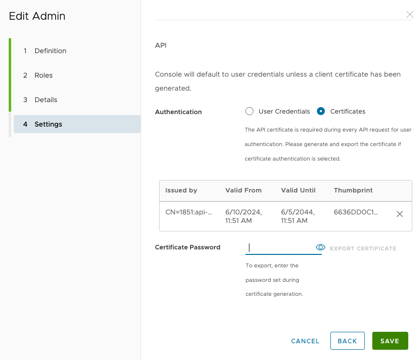 Edit Admin
1 Definition
2 Roles
3 Details
4 Settings
API
Console will default to user credentials unless a client certificate has been
generated.
Authentication
User Credentials
Certificates
The API certificate is required during every API request for user
authentication. Please generate and export the certificate if
certificate authentication is selected.
Issued by Valid From Valid Until Thumbprint
CN=1851:api-... 6/10/2024, 6/5/2044, 6636DD0C1...
11:51 AM 11:51 AM
Certificate Password
EXPORT CERTIFICATE
To export, enter the
password set during
certificate generation.
CANCEL BACK SAVE